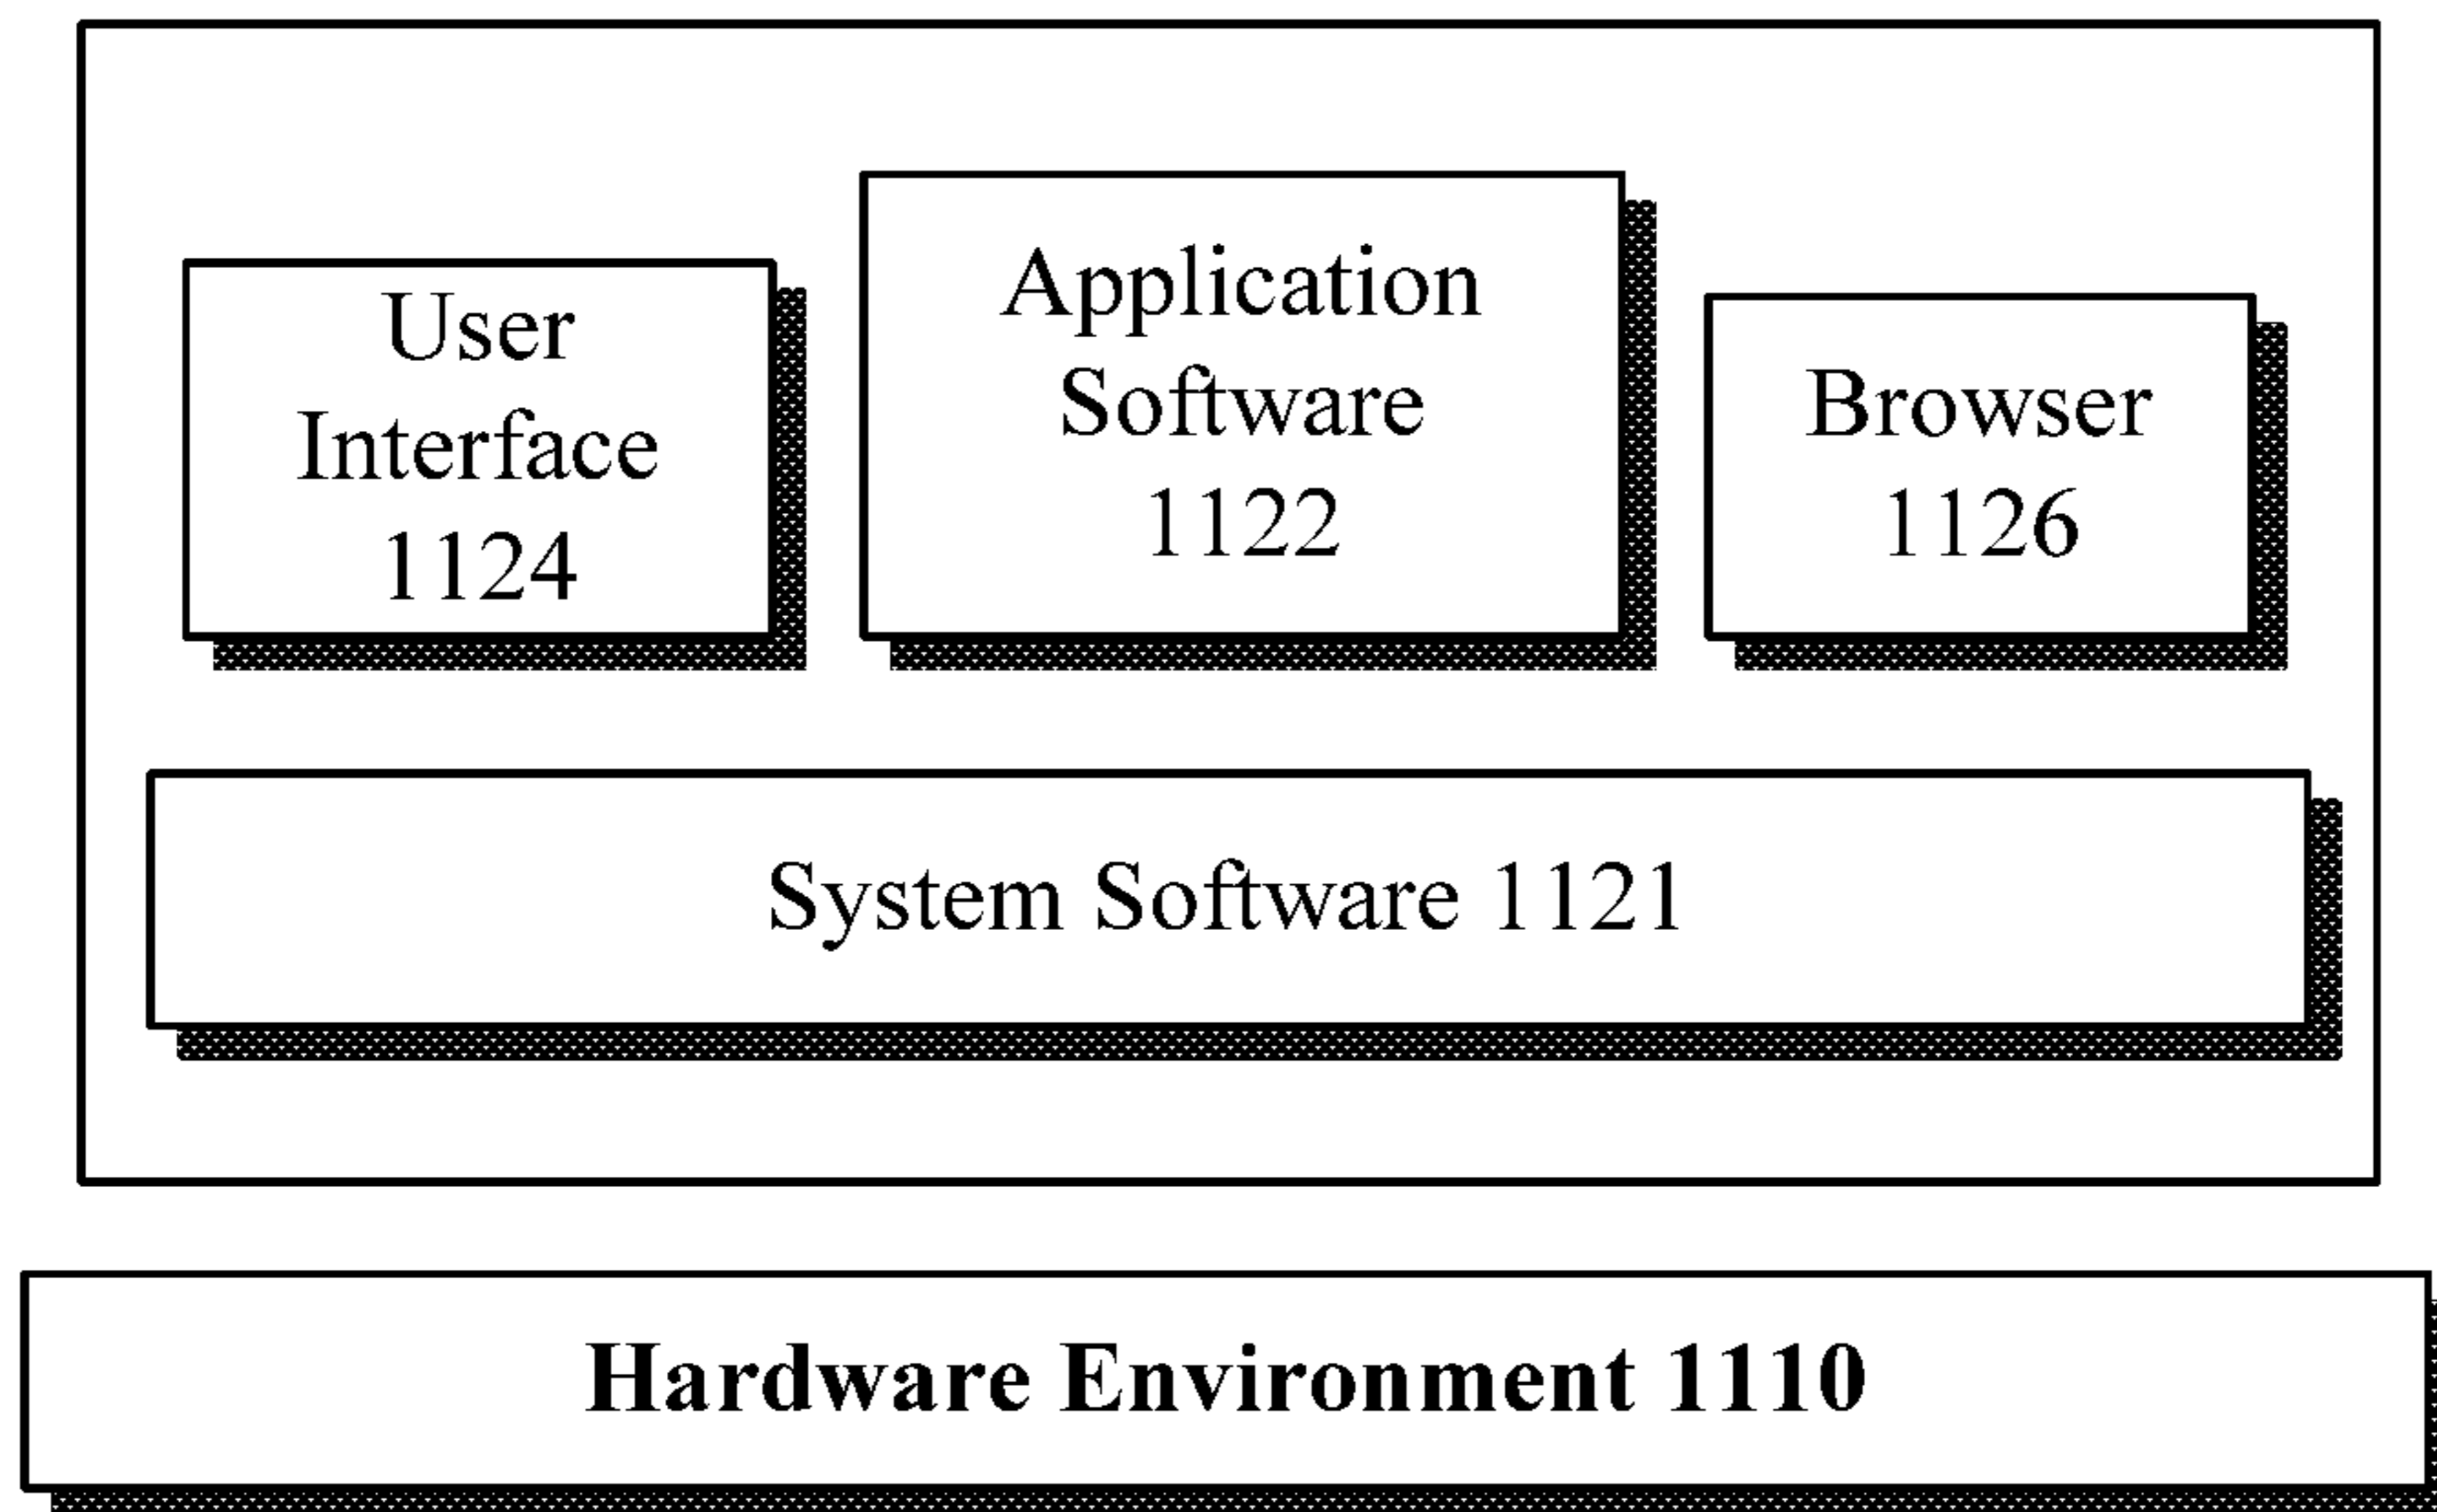 User
Interface
1124
Application
Software
1122
Browser
1126
System Software 1121
Hardware Environment 1110